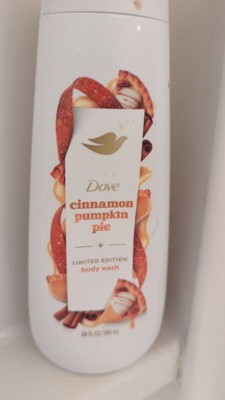 Dove
cinnamon
pumpkin
pie
LIMITED EDITION
body wash